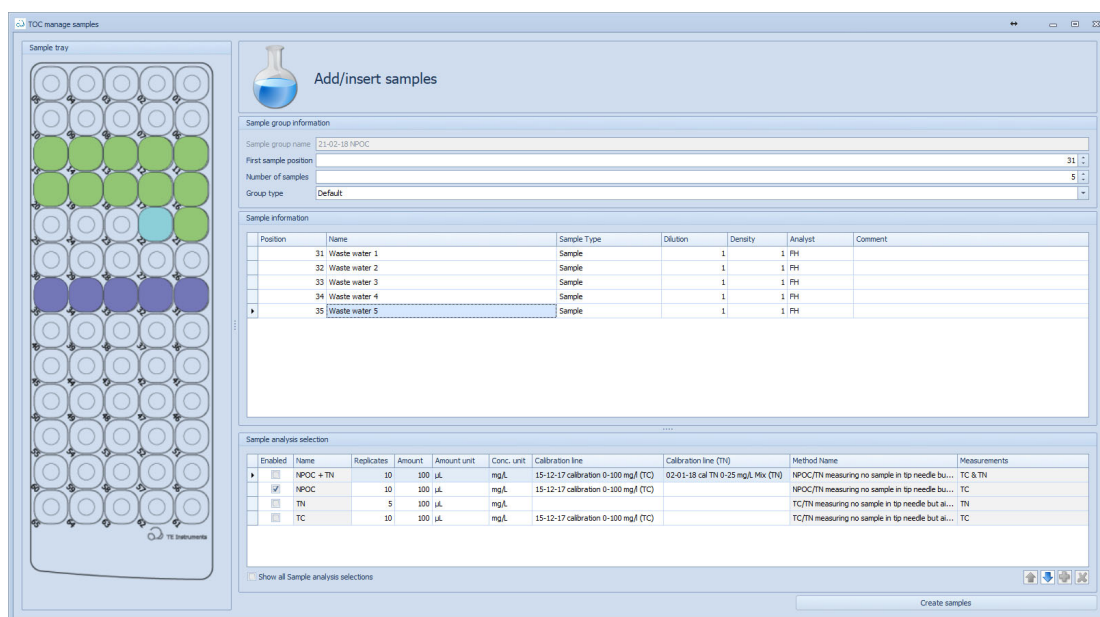 TOC manage samples
Sample tray
TE Instruments
Add/insert samples
Sample group information
Sample group name 21-02-18 NPOC
First sample position 31
Number of samples 5
Group type Default
Sample information
Position Name Sample Type Dilution Density Analyst Comment
31 Waste water 1 Sample 1 1 FH
32 Waste water 2 Sample 1 1 FH
33 Waste water 3 Sample 1 1 FH
34 Waste water 4 Sample 1 1 FH
35 Waste water 5 Sample 1 1 FH
Sample analysis selection
Enabled Name Replicates Amount Amount unit Conc. unit Calibration line Calibration line (TN) Method Name Measurements
NPOC + TN 10 100 µL mg/L 15-12-17 calibration 0-100 mg/l (TC) 02-01-18 cal TN 0-25 mg/L Mix (TN) NPOC/TN measuring no sample in tip needle bu... TC & TN
NPOC 10 100 µL mg/L 15-12-17 calibration 0-100 mg/l (TC) NPOC/TN measuring no sample in tip needle bu... TC
TN 5 100 µL mg/L TC/TN measuring no sample in tip needle but ai... TN
TC 10 100 µL mg/L 15-12-17 calibration 0-100 mg/l (TC) TC/TN measuring no sample in tip needle but ai... TC
Show all Sample analysis selections
Create samples